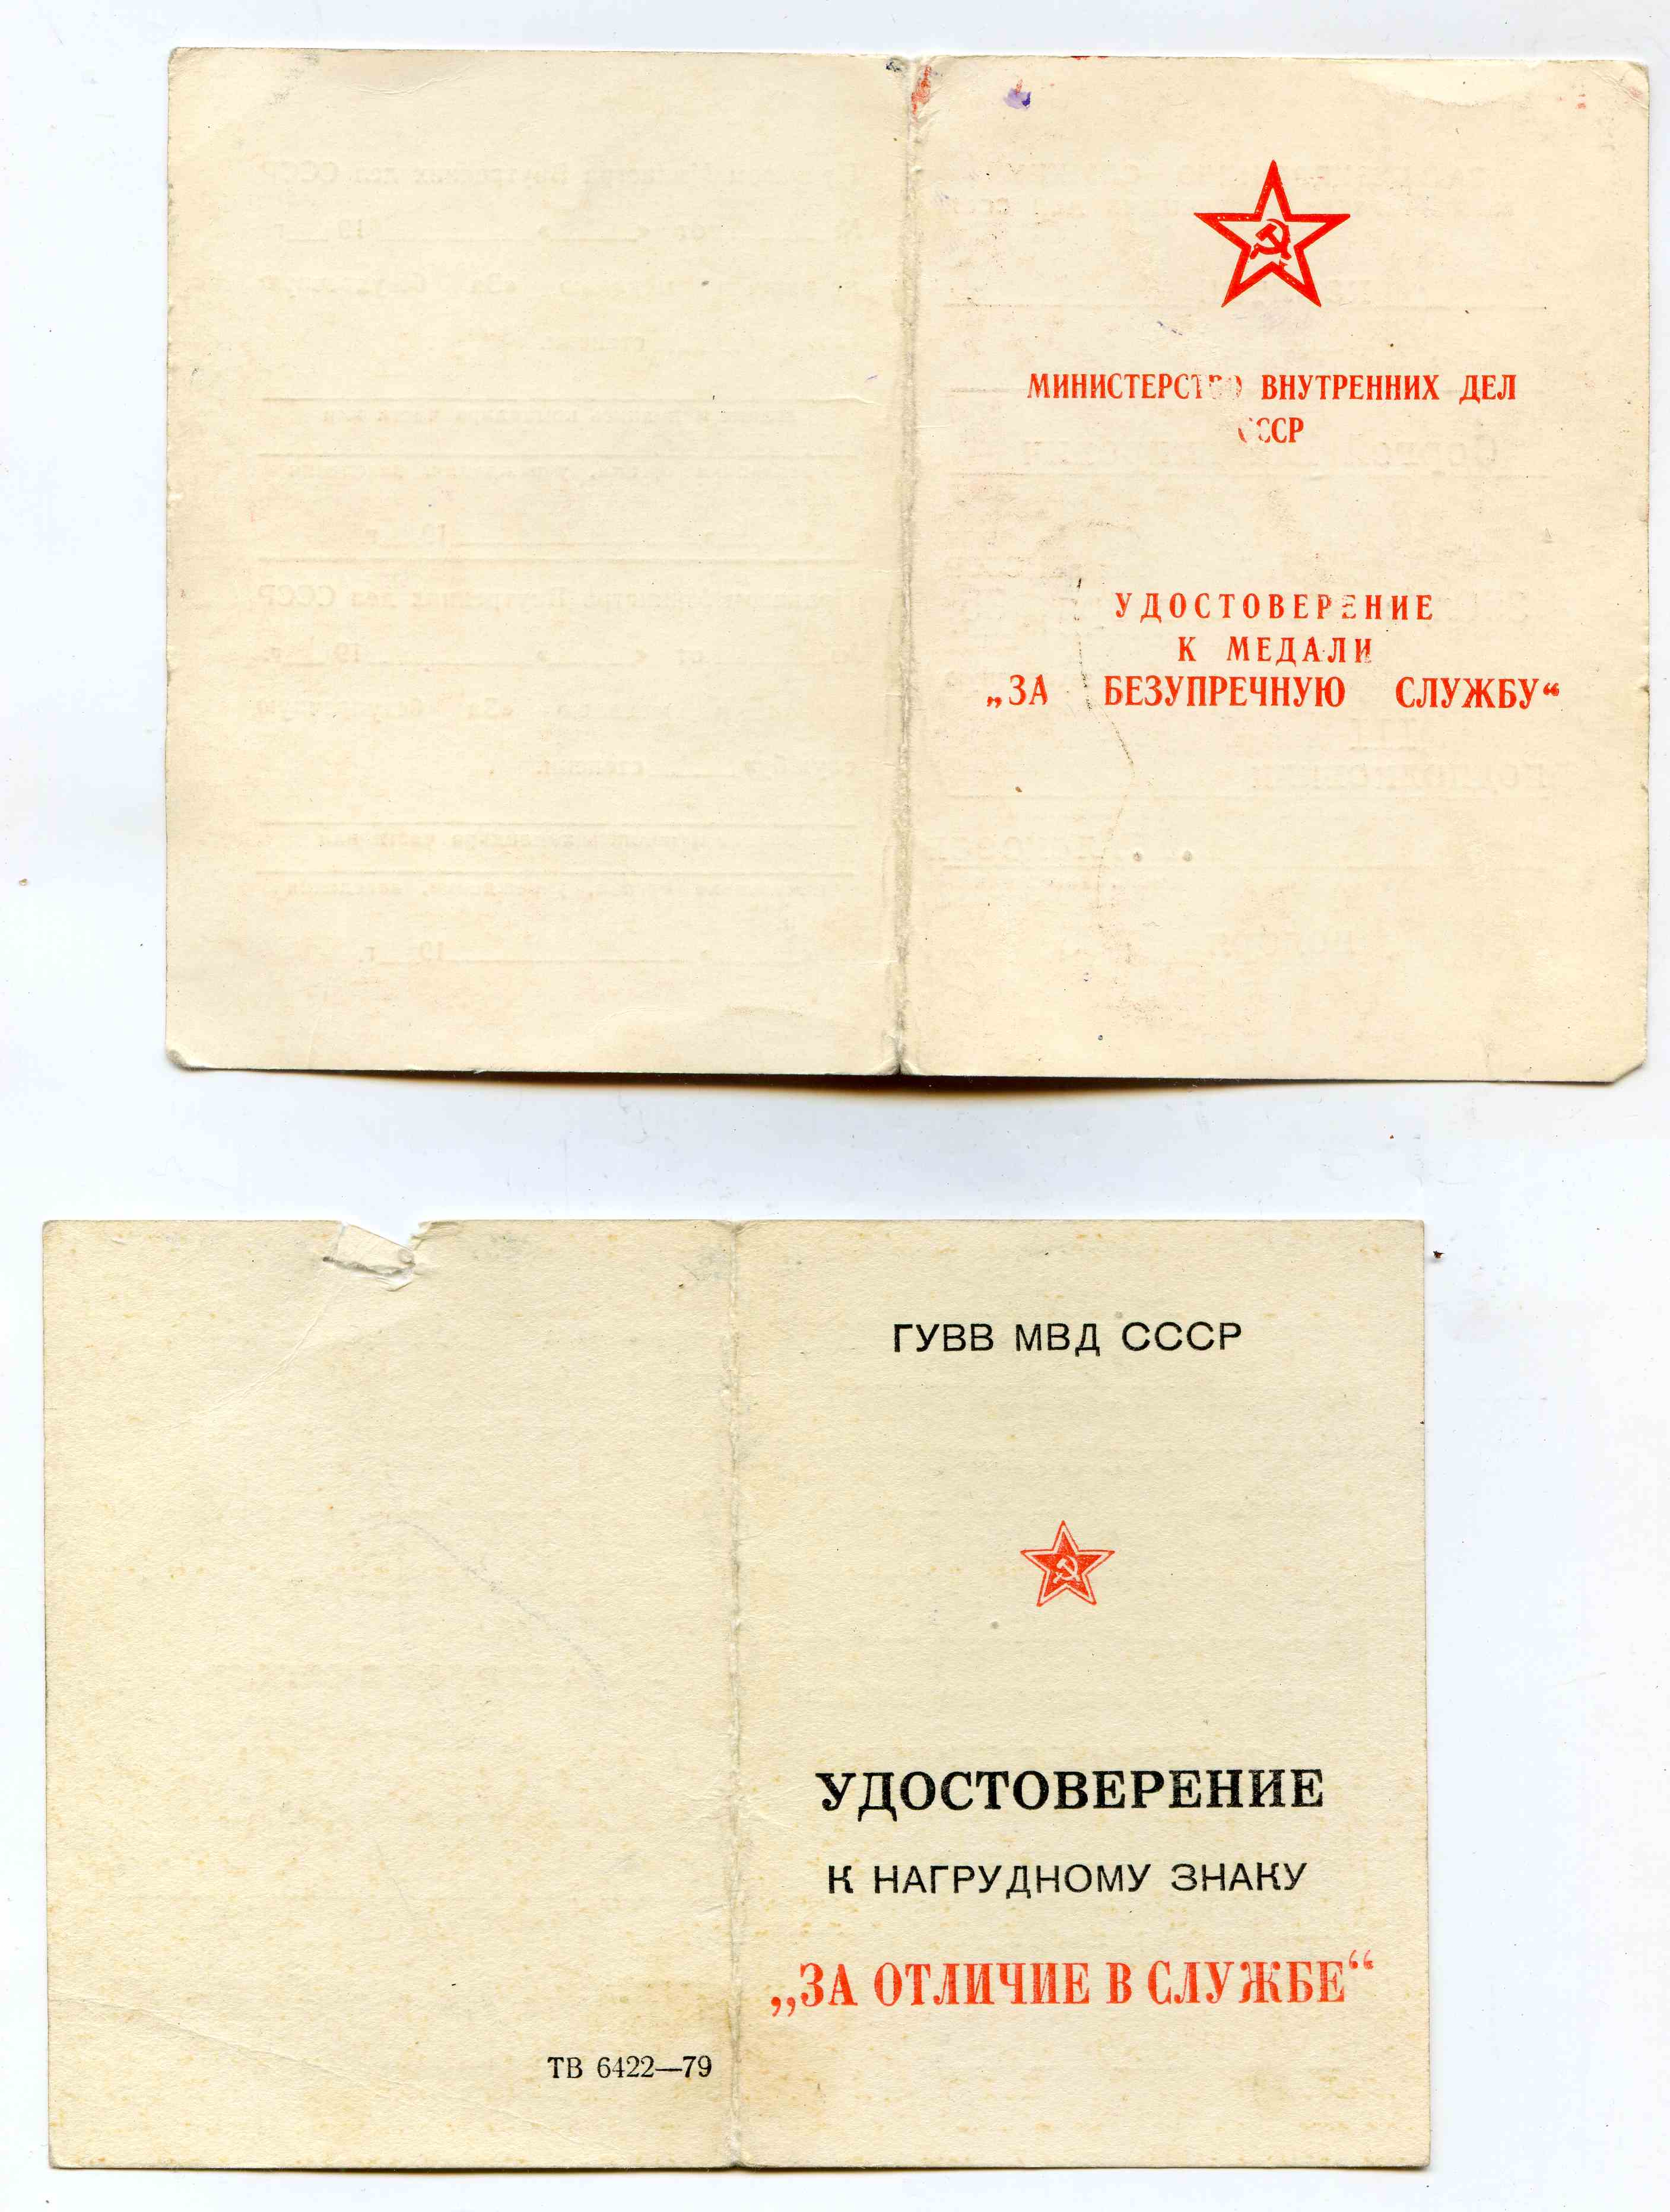 МИНИСТЕРСТВО ВНУТРЕННИХ ДЕЛ
СССР
УДОСТОВЕРЕНИЕ
К МЕДАЛИ
„ЗА БЕЗУПРЕЧНУЮ СЛУЖБУ“
ГУВВ МВД СССР
УДОСТОВЕРЕНИЕ
К НАГРУДНОМУ ЗНАКУ
„ЗА ОТЛИЧИЕ В СЛУЖБЕ“
ТВ 6422—79